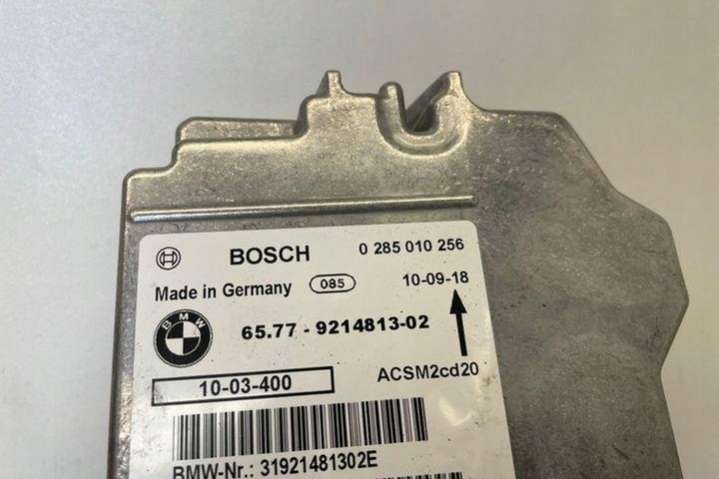 BOSCH 0 285 010 256
Made in Germany 085 10-09-18
BMW 65.77 - 9214813-02
10-03-400 ACSM2cd20
BMW-Nr.: 31921481302E